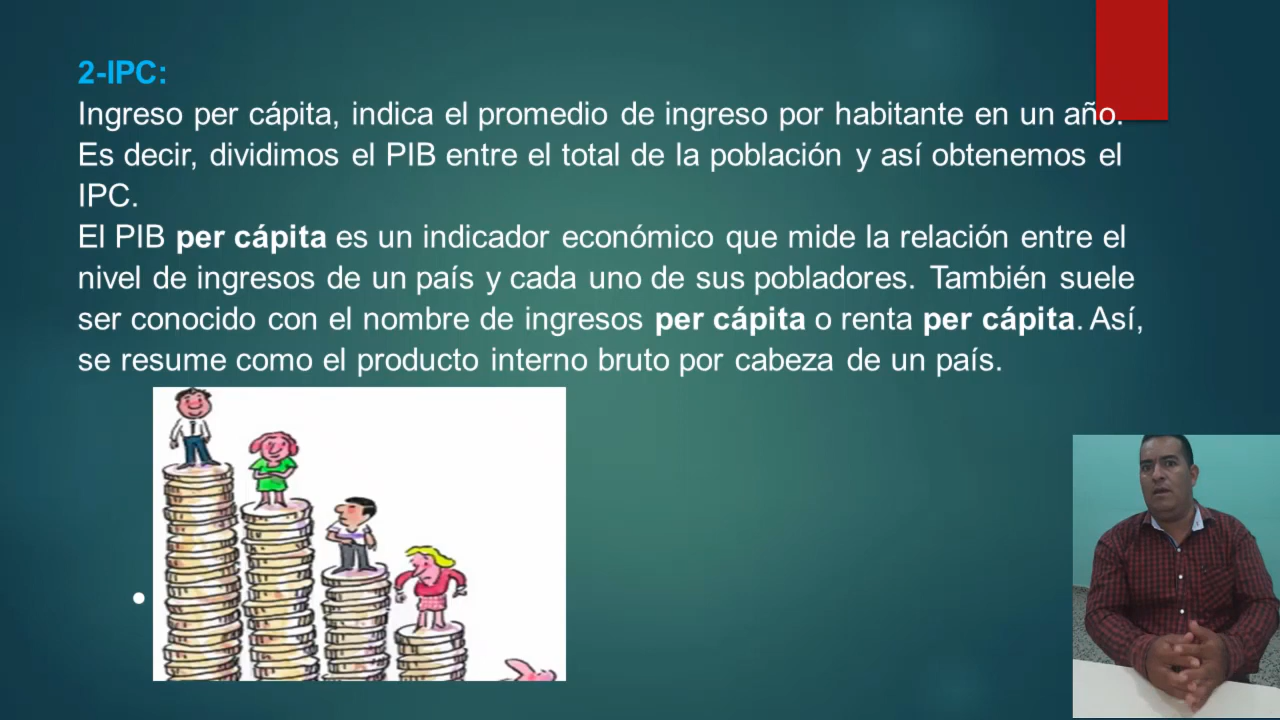 2-IPC:
Ingreso per cápita, indica el promedio de ingreso por habitante en un año.
Es decir, dividimos el PIB entre el total de la población y así obtenemos el
IPC.
El PIB per cápita es un indicador económico que mide la relación entre el
nivel de ingresos de un país y cada uno de sus pobladores. También suele
ser conocido con el nombre de ingresos per cápita o renta per cápita. Así,
se resume como el producto interno bruto por cabeza de un país.